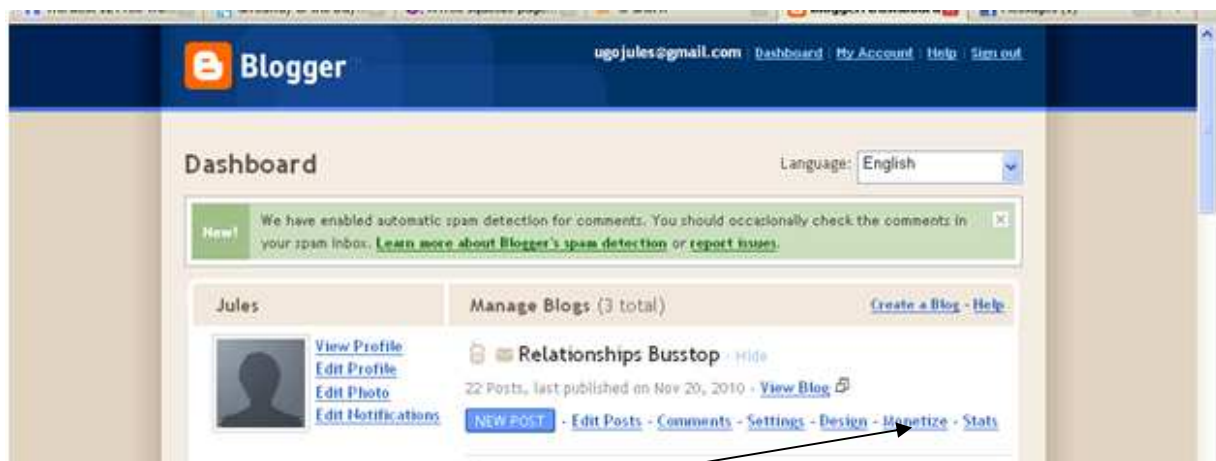 ugojules@gmail.com | Dashboard | My Account | Help | Sign out
Blogger
Dashboard
Language: English
New!
We have enabled automatic spam detection for comments. You should occasionally check the comments in
your spam inbox. Learn more about Blogger's spam detection or report issues.
Jules
Manage Blogs (3 total)
Create a Blog - Help
View Profile
Edit Profile
Edit Photo
Edit Notifications
Relationships Busstop - Hide
22 Posts, last published on Nov 20, 2010 - View Blog
NEW POST - Edit Posts - Comments - Settings - Design - Monetize - Stats